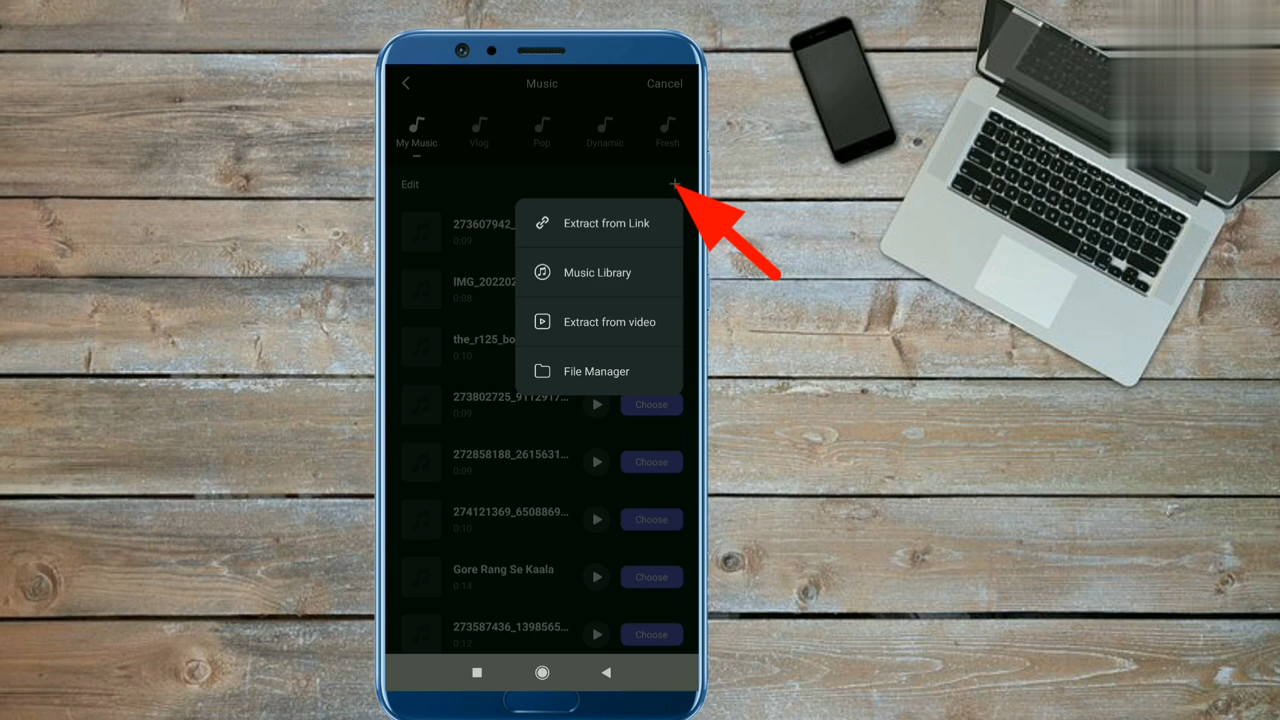 Music
Cancel
My Music
Vlog
Pop
Dynamic
Fresh
Edit
+
273607942_
0:09
Extract from Link
IMG_202202
0:08
Music Library
the_r125_bo
0:10
Extract from video
File Manager
273802725_9112917...
0:09
Choose
272858188_2615631...
0:09
Choose
274121369_6508869...
0:10
Choose
Gore Rang Se Kaala
0:14
Choose
273587436_1398565...
0:12
Choose